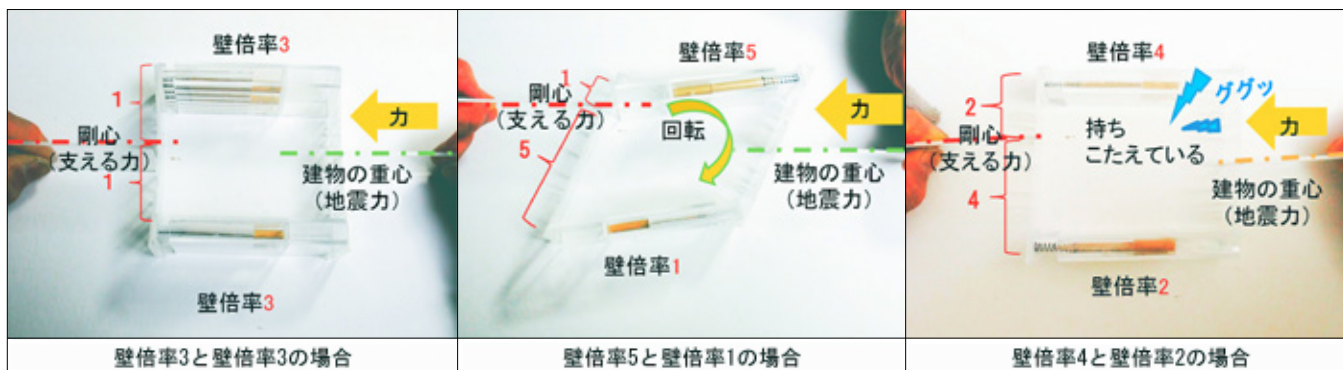 壁倍率3
1
剛心
(支える力)
1
力
建物の重心
(地震力)
壁倍率3
壁倍率3と壁倍率3の場合
壁倍率5
1
剛心
(支える力)
5
回転
力
建物の重心
(地震力)
壁倍率1
壁倍率5と壁倍率1の場合
壁倍率4
2
剛心
(支える力)
4
ググッ
持ち
こたえている
力
建物の重心
(地震力)
壁倍率2
壁倍率4と壁倍率2の場合